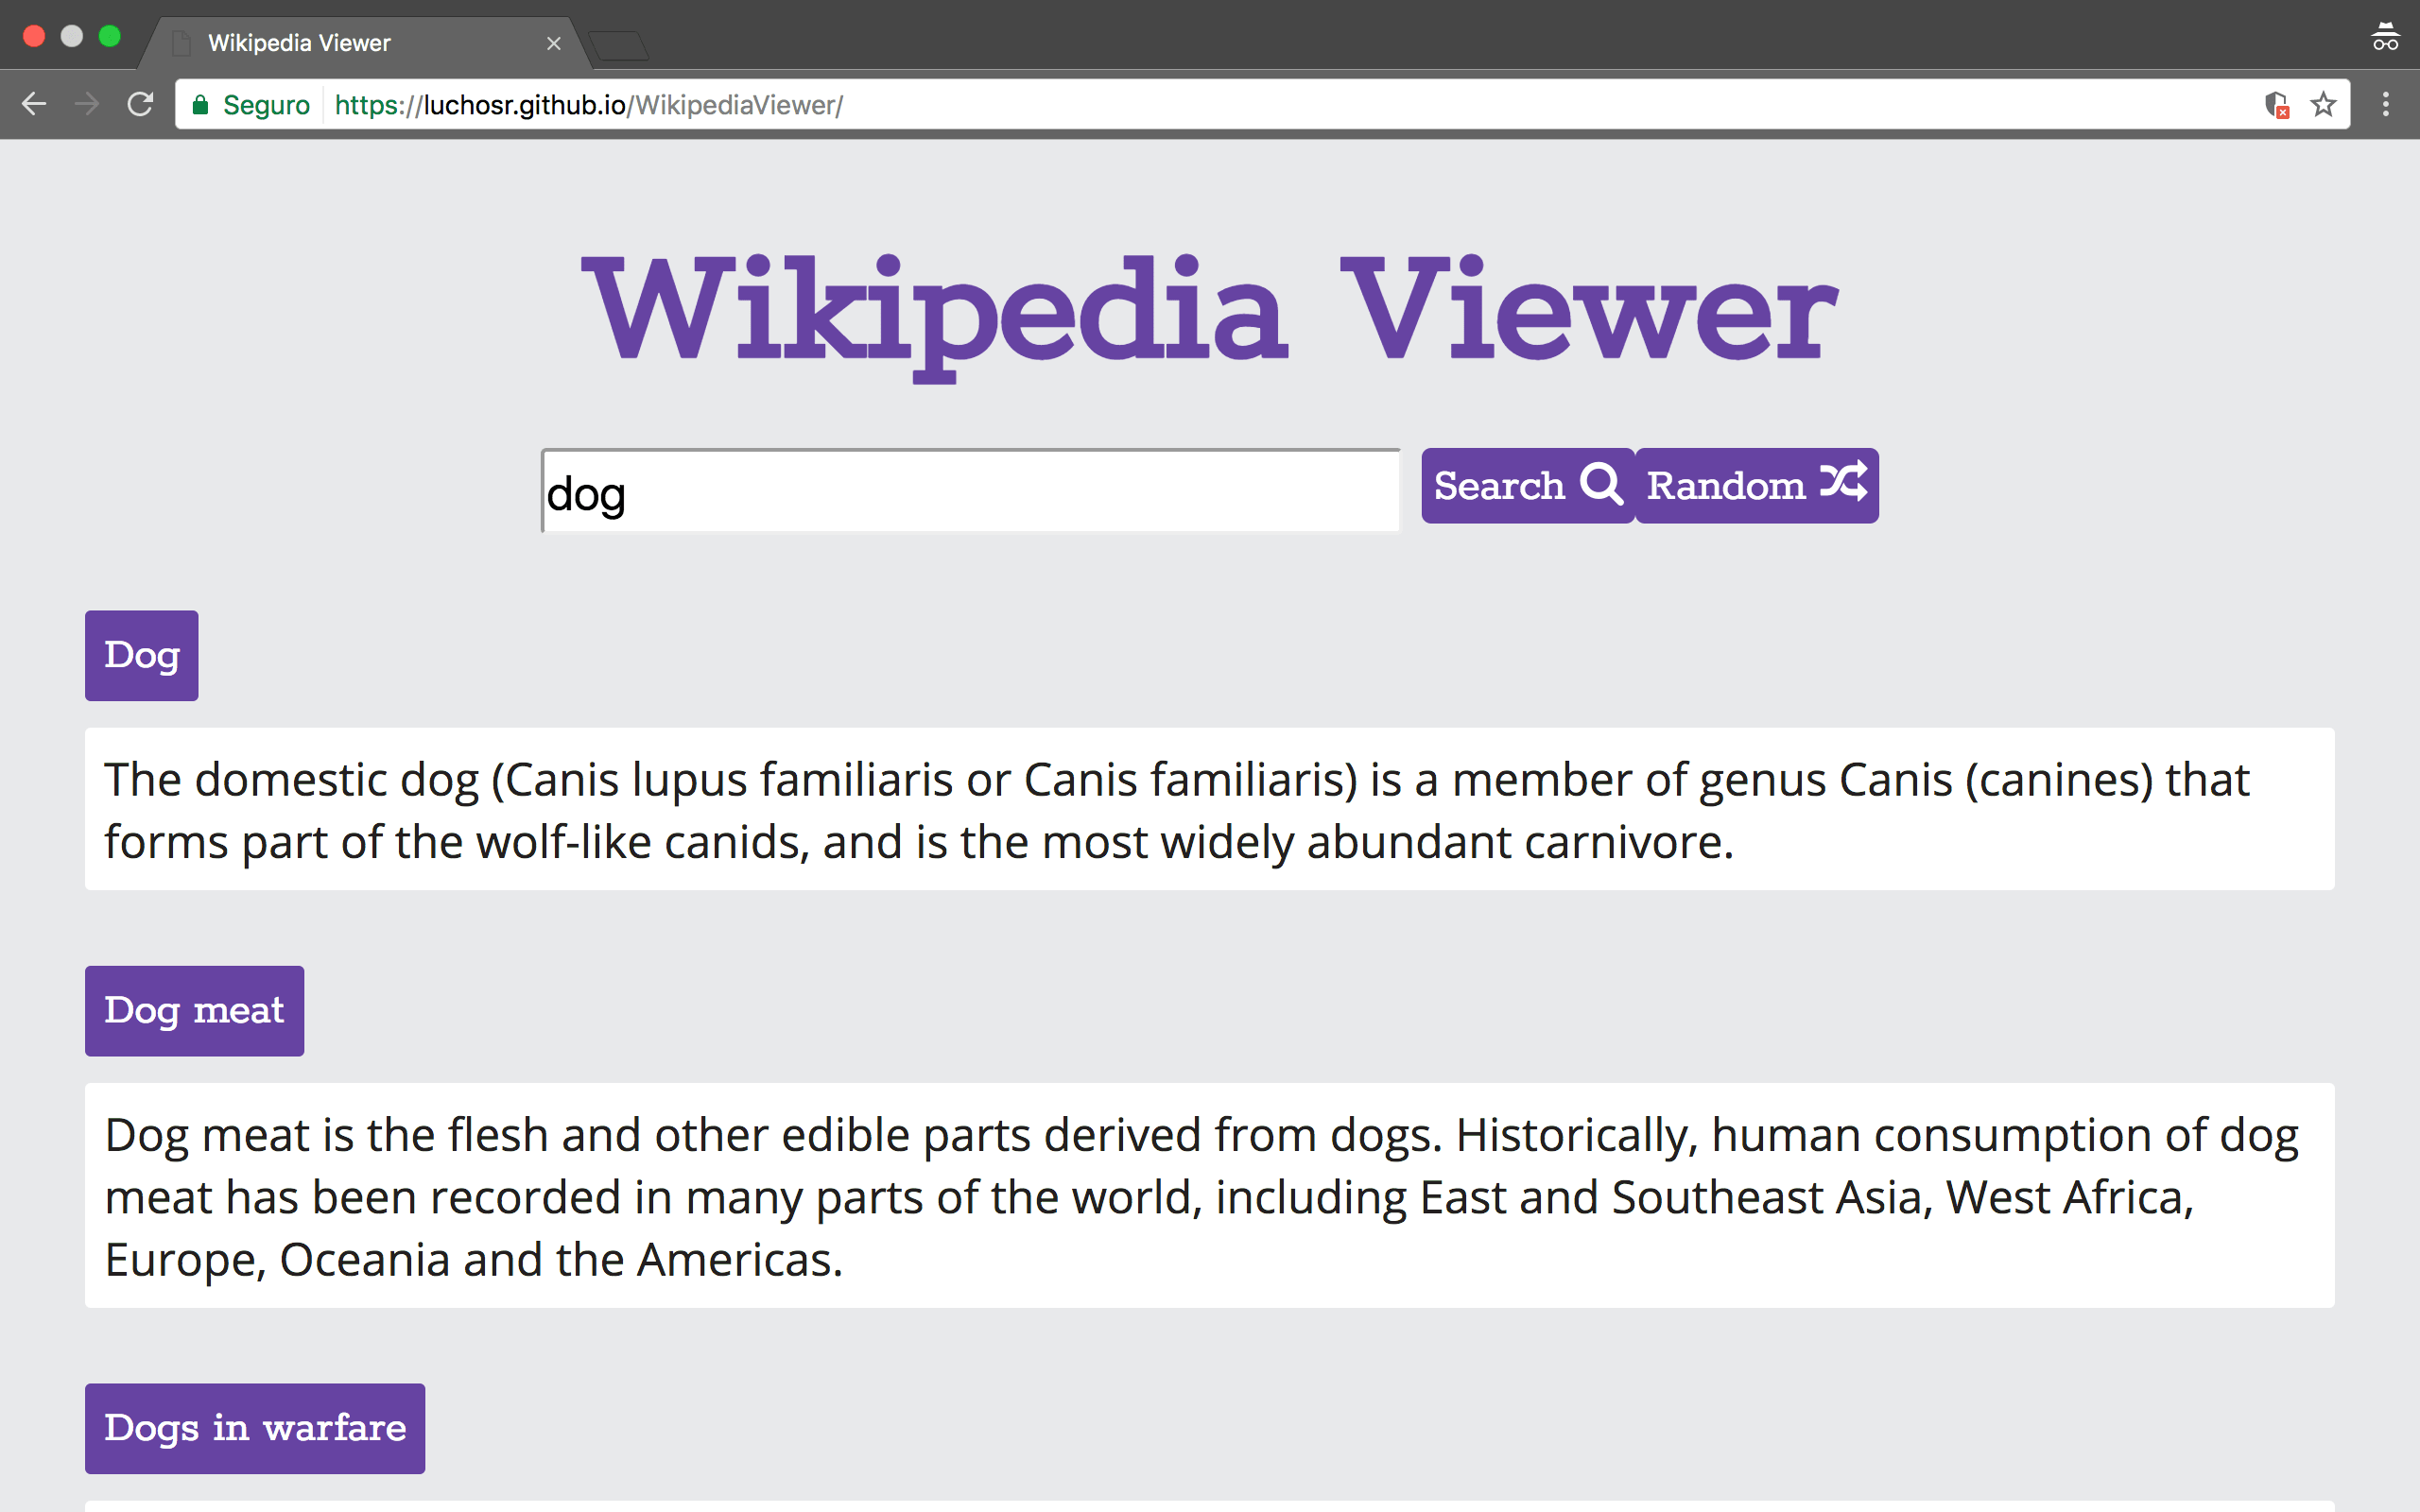 Wikipedia Viewer
Seguro https://luchosr.github.io/WikipediaViewer/
Wikipedia Viewer
dog Search Random
Dog
The domestic dog (Canis lupus familiaris or Canis familiaris) is a member of genus Canis (canines) that
forms part of the wolf-like canids, and is the most widely abundant carnivore.
Dog meat
Dog meat is the flesh and other edible parts derived from dogs. Historically, human consumption of dog
meat has been recorded in many parts of the world, including East and Southeast Asia, West Africa,
Europe, Oceania and the Americas.
Dogs in warfare